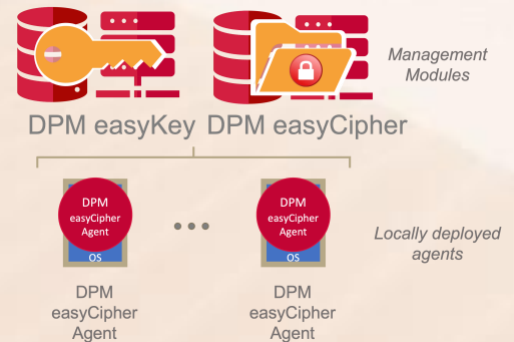 Management
Modules
DPM easyKey DPM easyCipher
DPM
easyCipher
Agent
OS
...
DPM
easyCipher
Agent
OS
Locally deployed
agents
DPM
easyCipher
Agent
DPM
easyCipher
Agent